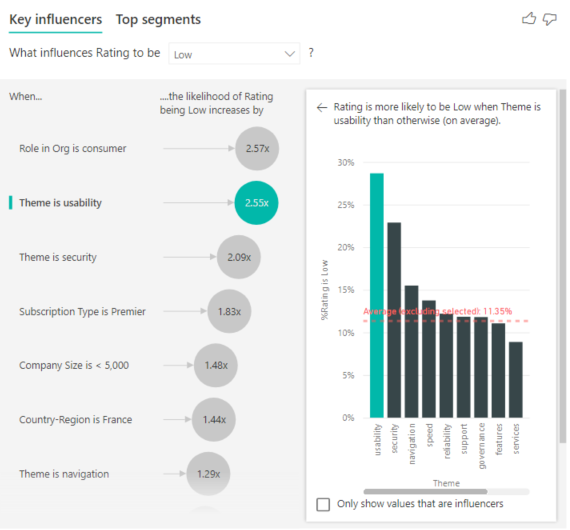 Key influencers Top segments
What influences Rating to be Low ?
When...
....the likelihood of Rating
being Low increases by
Role in Org is consumer 2.57x
Theme is usability 2.55x
Theme is security 2.09x
Subscription Type is Premier 1.83x
Company Size is < 5,000 1.48x
Country-Region is France 1.44x
Theme is navigation 1.29x
Rating is more likely to be Low when Theme is
usability than otherwise (on average).
30%
25%
20%
15%
10%
5%
0%
%Rating is Low
Average (excluding selected): 11.35%
usability
security
navigation
speed
reliability
support
governance
features
services
Theme
Only show values that are influencers